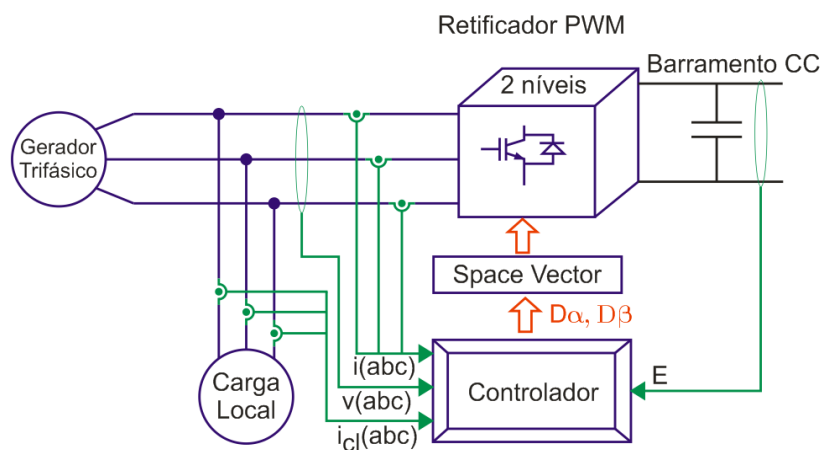 Retificador PWM
Barramento CC
2 níveis
Gerador
Trifásico
Space Vector
Dα, Dβ
i(abc)
E
Controlador
v(abc)
Carga
Local
icl(abc)